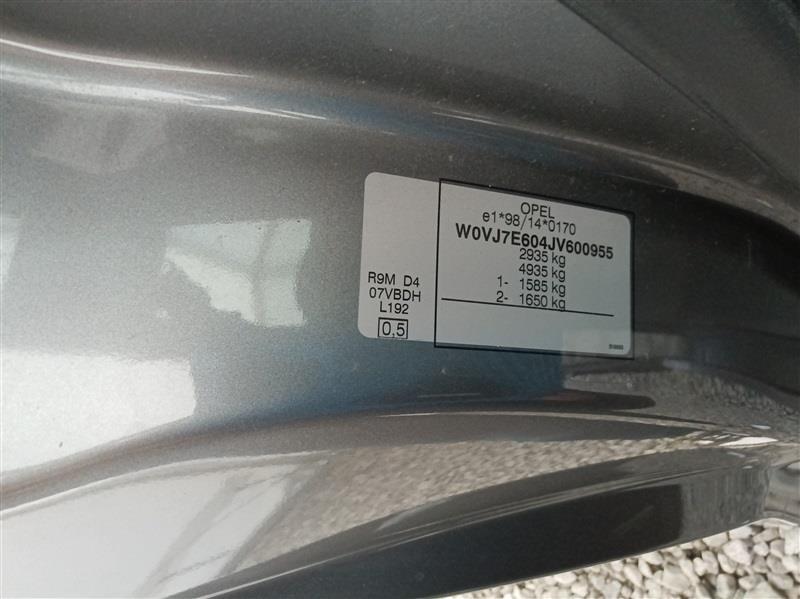 OPEL
e1*98/14*0170
W0VJ7E604JV600955
2935 kg
4935 kg
1- 1585 kg
2- 1650 kg
R9M D4
07VBDH
L192
0,5